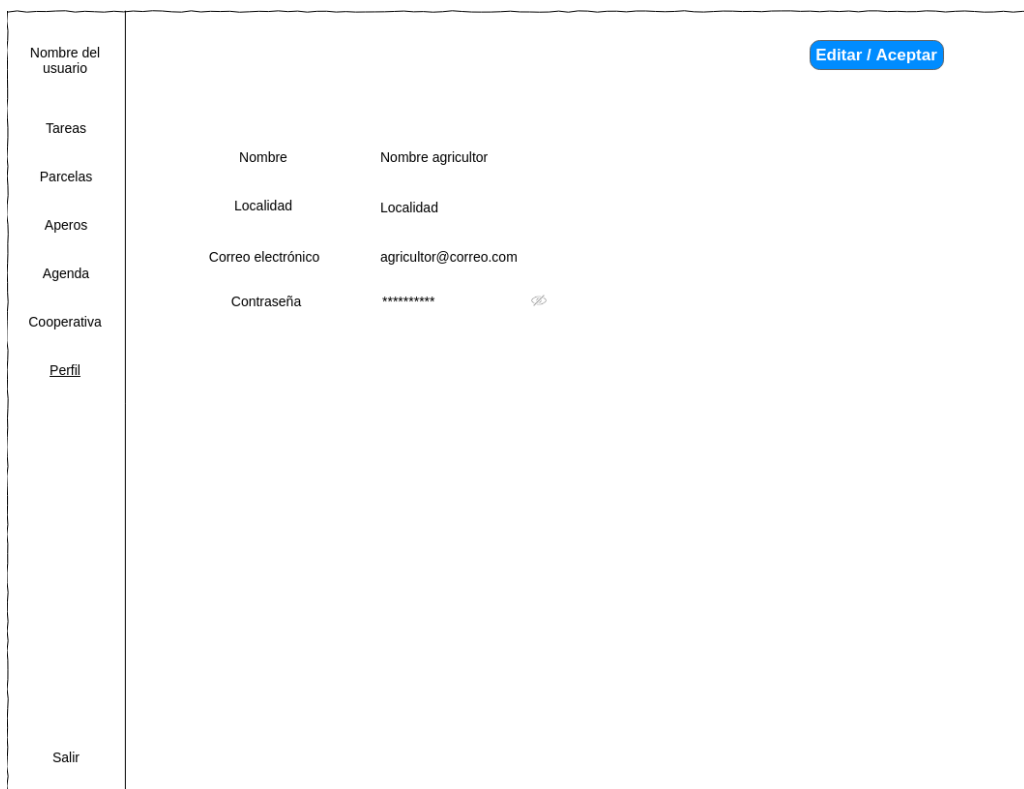 Nombre del
usuario
Tareas
Parcelas
Aperos
Agenda
Cooperativa
Perfil
Salir
Editar / Aceptar
Nombre
Nombre agricultor
Localidad
Localidad
Correo electrónico
agricultor@correo.com
Contraseña
**********